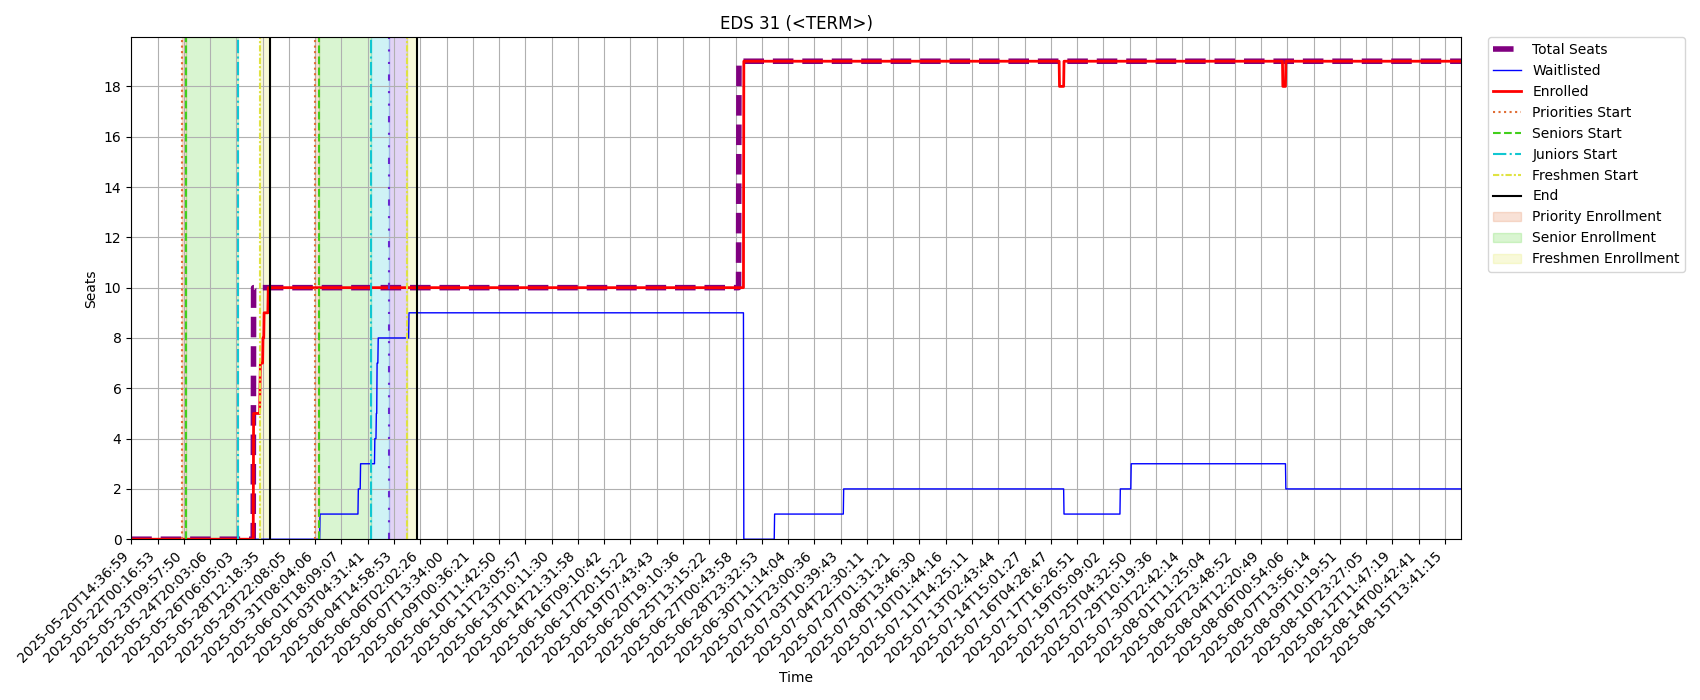 EDS 31 (<TERM>)
Seats
18
16
14
12
10
8
6
4
2
0
2025-05-20T14:36:59
2025-05-22T00:16:53
2025-05-23T09:57:50
2025-05-24T20:03:06
2025-05-26T06:05:03
2025-05-28T12:18:35
2025-05-29T22:08:05
2025-05-31T08:04:06
2025-06-01T18:09:07
2025-06-03T04:31:41
2025-06-04T14:58:53
2025-06-06T02:02:26
2025-06-07T13:34:00
2025-06-09T00:36:21
2025-06-10T11:42:50
2025-06-11T23:05:57
2025-06-13T10:11:30
2025-06-14T21:31:58
2025-06-16T09:10:42
2025-06-17T20:15:22
2025-06-19T07:43:43
2025-06-20T19:10:36
2025-06-25T13:15:22
2025-06-27T00:43:58
2025-06-28T23:32:53
2025-06-30T11:14:04
2025-07-01T23:00:36
2025-07-03T10:39:43
2025-07-04T22:30:11
2025-07-07T01:31:21
2025-07-08T13:46:30
2025-07-10T01:44:16
2025-07-11T14:25:11
2025-07-13T02:43:44
2025-07-14T15:01:27
2025-07-16T04:28:47
2025-07-17T16:26:51
2025-07-19T05:09:02
2025-07-25T04:32:50
2025-07-29T10:19:36
2025-07-30T22:42:14
2025-08-01T11:25:04
2025-08-02T23:48:52
2025-08-04T12:20:49
2025-08-06T00:54:06
2025-08-07T13:56:14
2025-08-09T10:19:51
2025-08-10T23:27:05
2025-08-12T11:47:19
2025-08-14T00:42:41
2025-08-15T13:41:15
Time
Total Seats
Waitlisted
Enrolled
Priorities Start
Seniors Start
Juniors Start
Freshmen Start
End
Priority Enrollment
Senior Enrollment
Freshmen Enrollment